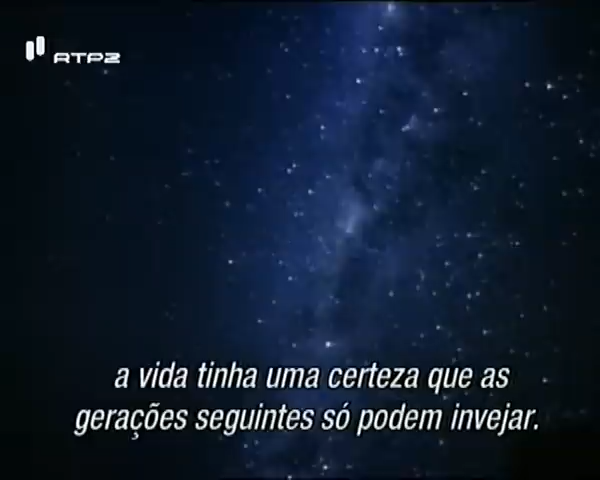 RTP2
a vida tinha uma certeza que as
gerações seguintes só podem invejar.